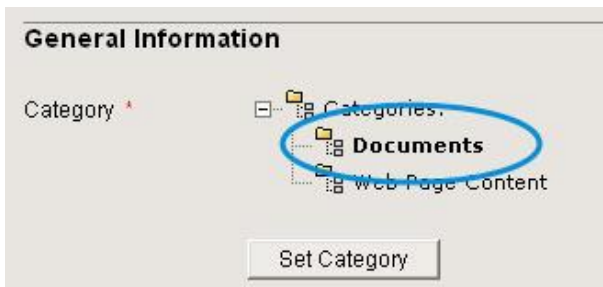 General Information
Category *
Categories:
Documents
Web Page Content
Set Category